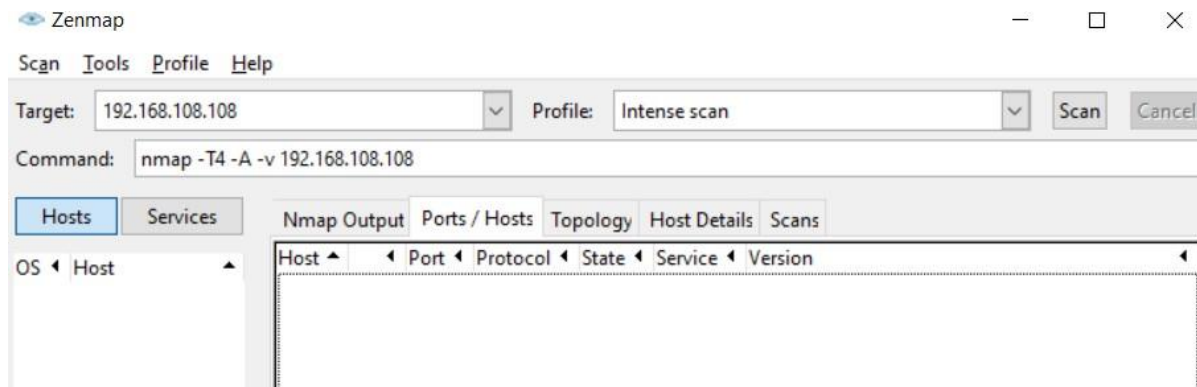 Zenmap
Scan Tools Profile Help
Target: 192.168.108.108 Profile: Intense scan Scan Cancel
Command: nmap -T4 -A -v 192.168.108.108
Hosts Services Nmap Output Ports / Hosts Topology Host Details Scans
OS Host Host Port Protocol State Service Version